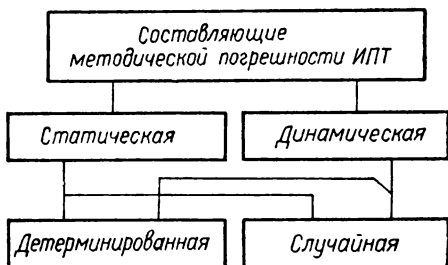 Составляющие
методической погрешности ИПТ
Статическая
Динамическая
Детерминированная
Случайная